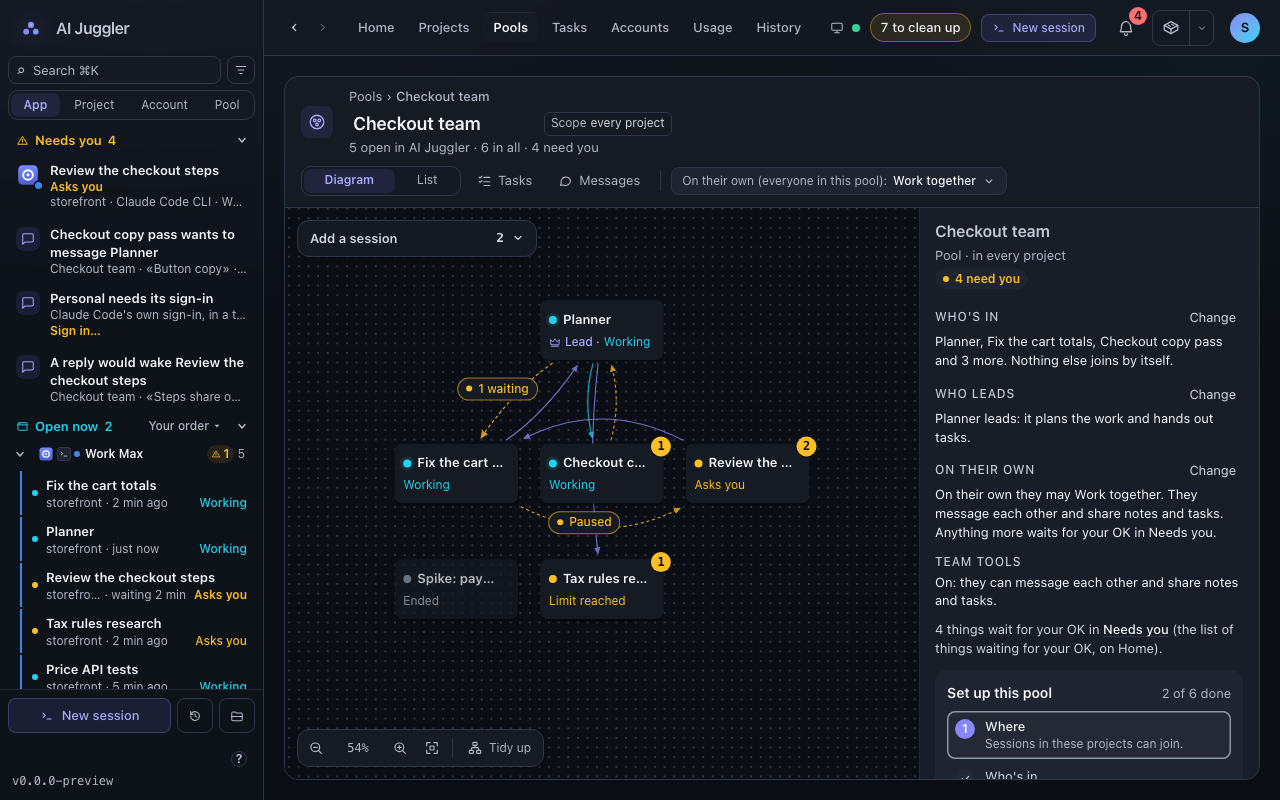 AI Juggler
Search ⌘K
App Project Account Pool
Needs you 4
Review the checkout steps
Asks you
storefront · Claude Code CLI · W…
Checkout copy pass wants to
message Planner
Checkout team · «Button copy» ·…
Personal needs its sign-in
Claude Code's own sign-in, in a t…
Sign in…
A reply would wake Review the
checkout steps
Checkout team · «Steps share o…
Open now 2 Your order
Work Max 1 5
Fix the cart totals
storefront · 2 min ago Working
Planner
storefront · just now Working
Review the checkout steps
storefro… · waiting 2 min Asks you
Tax rules research
storefront · 2 min ago Asks you
Price API tests
storefront · 5 min ago Working
New session
?
v0.0.0-preview
Home Projects Pools Tasks Accounts Usage History
7 to clean up
New session
4
S
Pools › Checkout team
Checkout team
Scope every project
5 open in AI Juggler · 6 in all · 4 need you
Diagram List Tasks Messages
On their own (everyone in this pool): Work together
Add a session 2
Planner
Lead · Working
1 waiting
Fix the cart …
Working
1
Checkout c…
Working
2
Review the …
Asks you
Paused
Spike: pay…
Ended
1
Tax rules re…
Limit reached
54%
Tidy up
Checkout team
Pool · in every project
4 need you
WHO'S IN Change
Planner, Fix the cart totals, Checkout copy pass
and 3 more. Nothing else joins by itself.
WHO LEADS Change
Planner leads: it plans the work and hands out
tasks.
ON THEIR OWN Change
On their own they may Work together. They
message each other and share notes and tasks.
Anything more waits for your OK in Needs you.
TEAM TOOLS
On: they can message each other and share notes
and tasks.
4 things wait for your OK in Needs you (the list of
things waiting for your OK, on Home).
Set up this pool 2 of 6 done
1 Where
Sessions in these projects can join.
Who's in